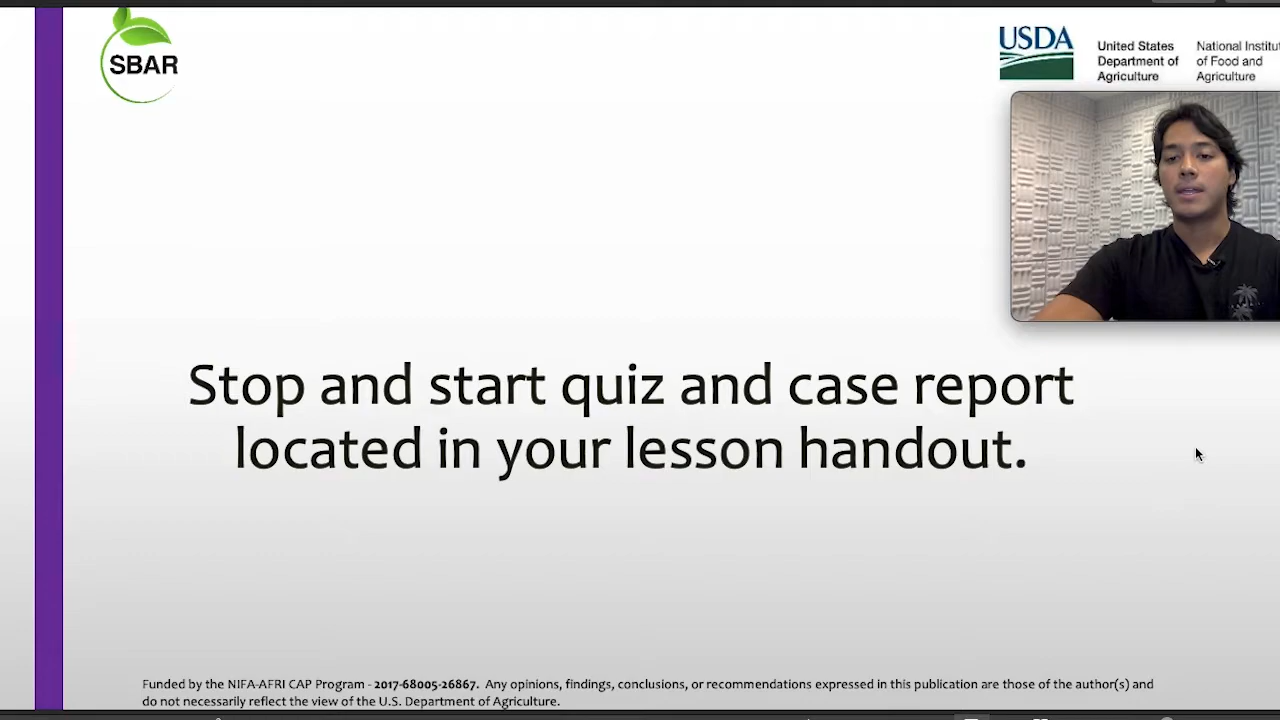 SBAR
USDA
United States
Department of
Agriculture
National Institu
of Food and
Agriculture
Stop and start quiz and case report
located in your lesson handout.
Funded by the NIFA-AFRI CAP Program - 2017-68005-26867. Any opinions, findings, conclusions, or recommendations expressed in this publication are those of the author(s) and
do not necessarily reflect the view of the U.S. Department of Agriculture.